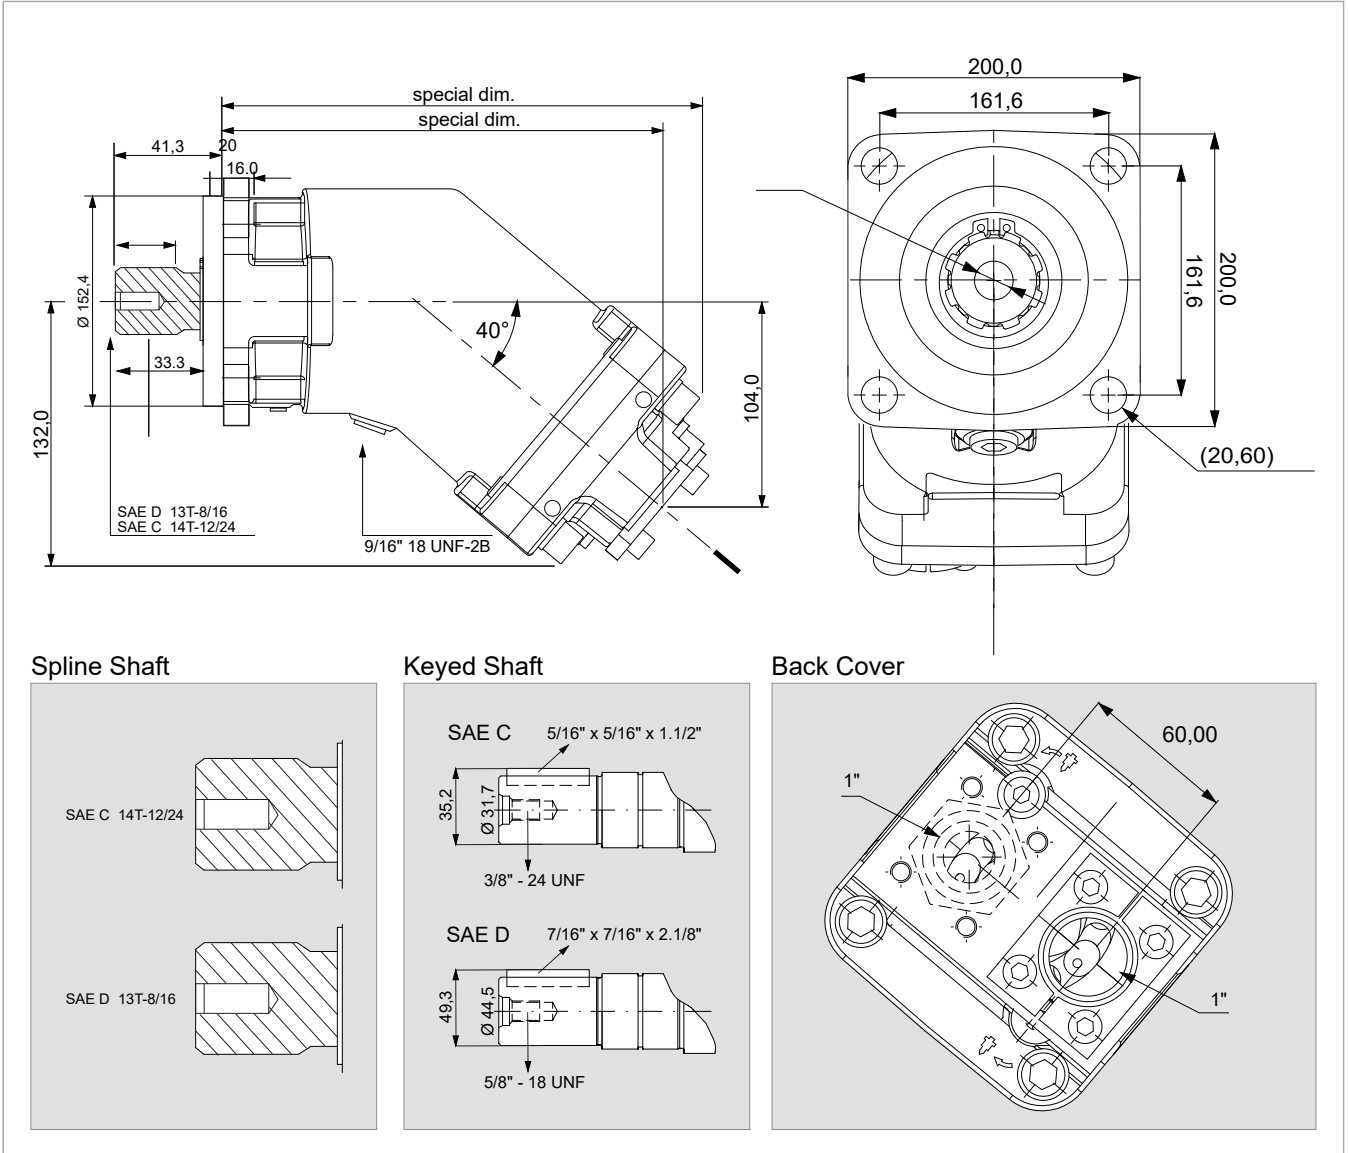 special dim.
special dim.
41,3
20
16.0
Ø 152,4
33.3
132,0
40°
104,0
SAE D 13T-8/16
SAE C 14T-12/24
9/16" 18 UNF-2B
200,0
161,6
161,6
200,0
(20,60)
Spline Shaft
SAE C 14T-12/24
SAE D 13T-8/16
Keyed Shaft
SAE C
5/16" x 5/16" x 1.1/2"
35,2
Ø 31,7
3/8" - 24 UNF
SAE D
7/16" x 7/16" x 2.1/8"
49,3
Ø 44,5
5/8" - 18 UNF
Back Cover
60,00
1"
1"